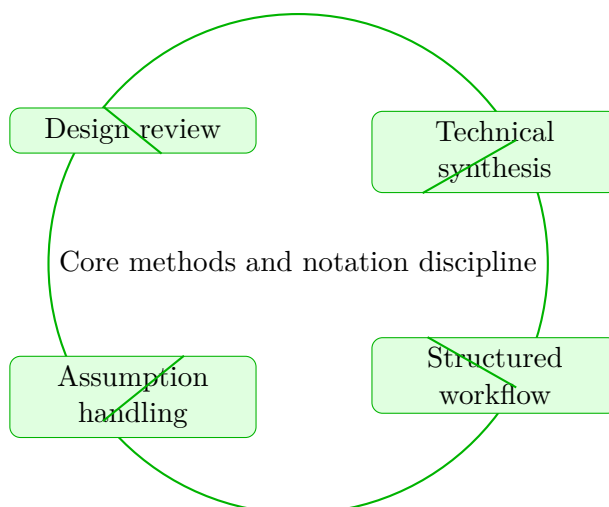 Design review
Technical
synthesis
Core methods and notation discipline
Assumption
handling
Structured
workflow